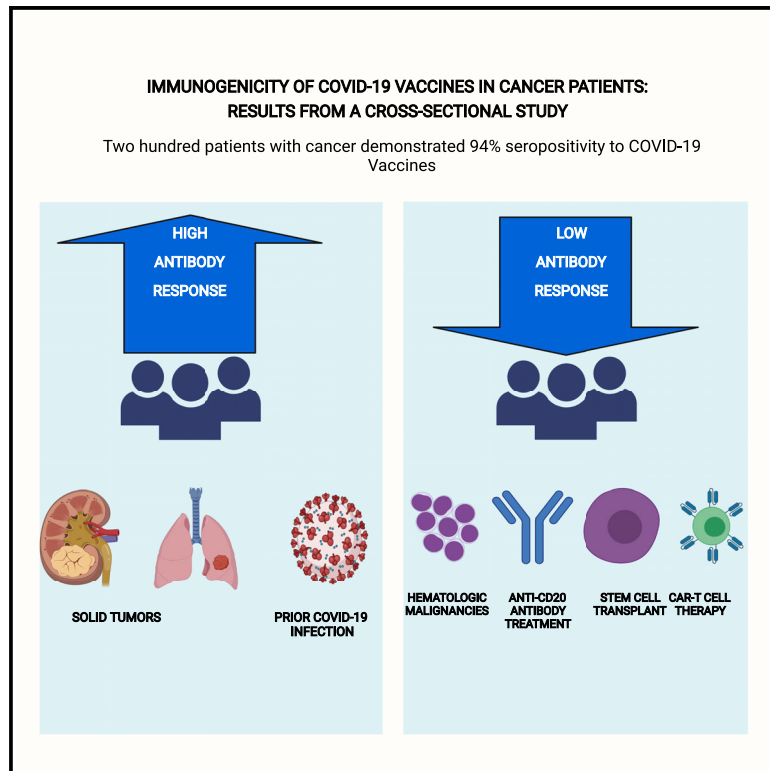 IMMUNOGENICITY OF COVID-19 VACCINES IN CANCER PATIENTS:
RESULTS FROM A CROSS-SECTIONAL STUDY
Two hundred patients with cancer demonstrated 94% seropositivity to COVID-19
Vaccines
HIGH
ANTIBODY
RESPONSE
SOLID TUMORS
PRIOR COVID-19
INFECTION
LOW
ANTIBODY
RESPONSE
HEMATOLOGIC
MALIGNANCIES
ANTI-CD20
ANTIBODY
TREATMENT
STEM CELL
TRANSPLANT
CAR-T CELL
THERAPY